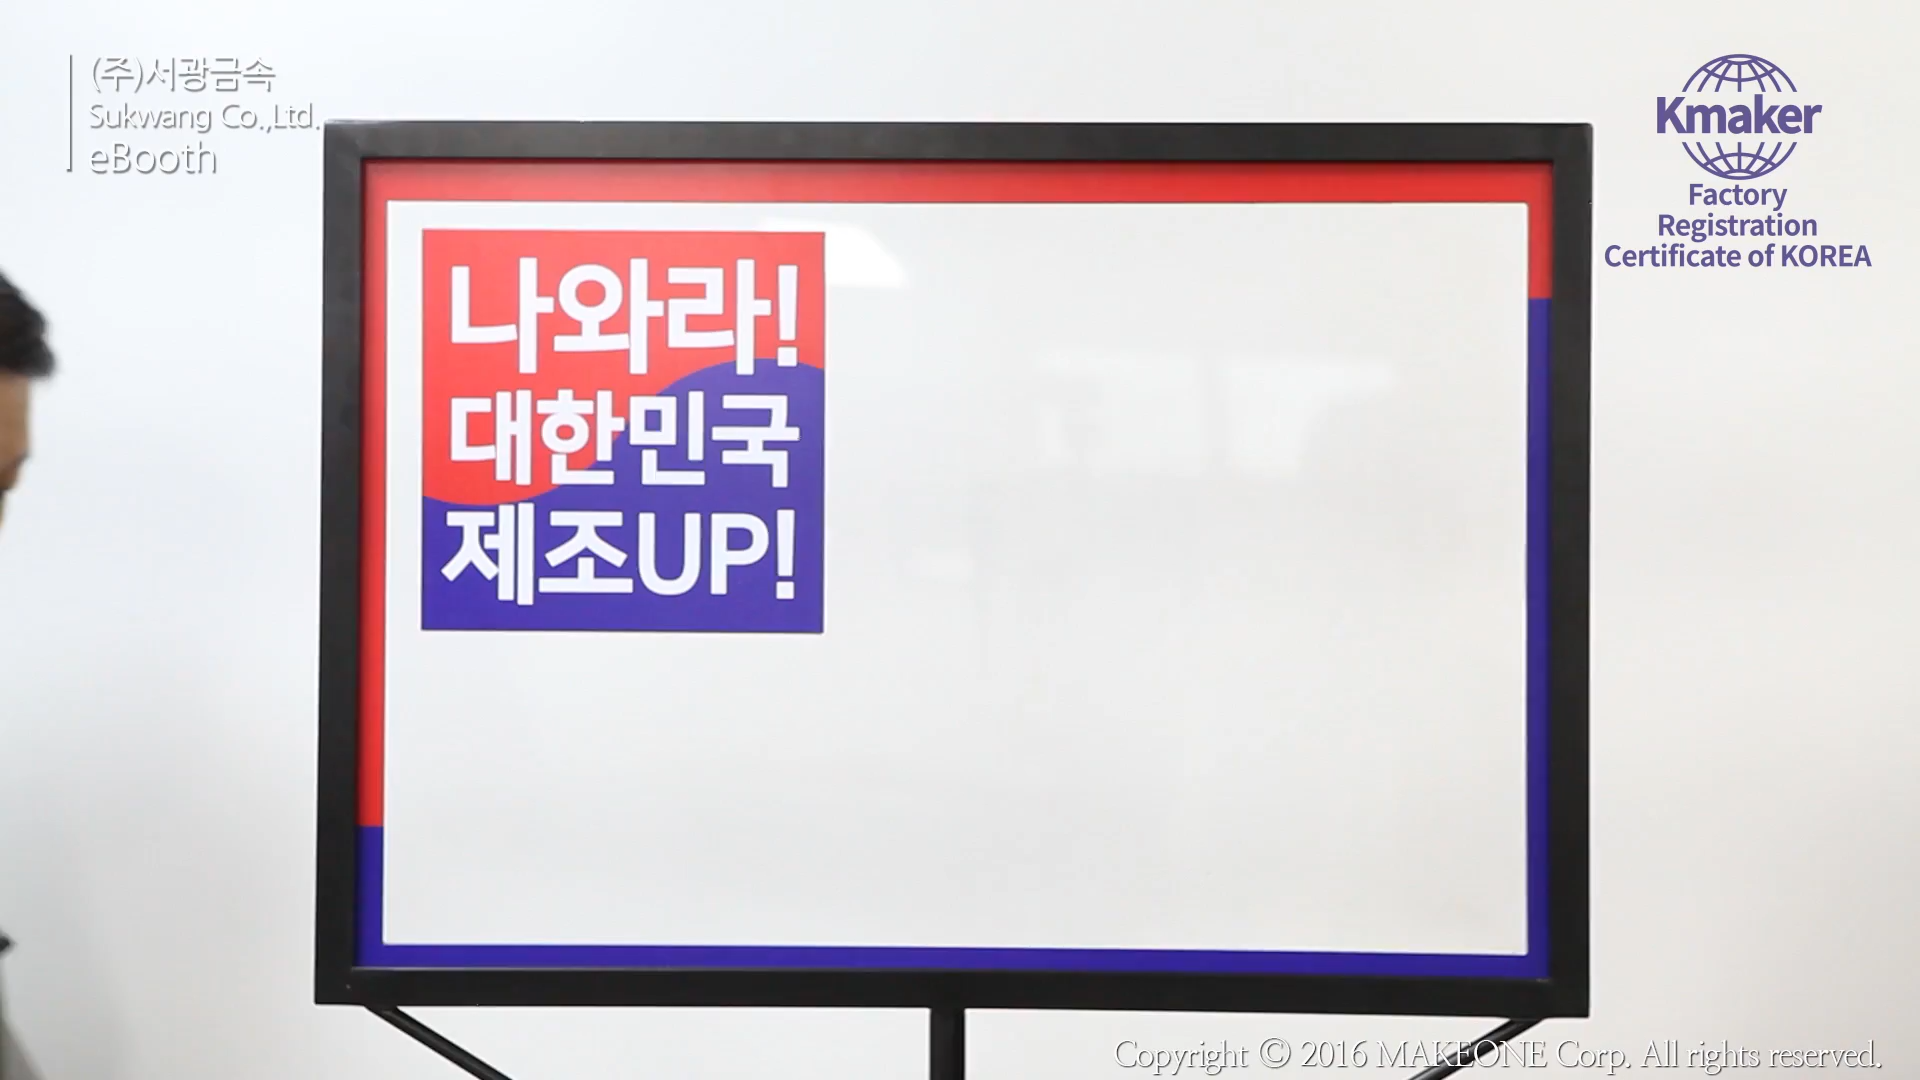 (주)서광금속
Sukwang Co.,Ltd.
eBooth
Kmaker
Factory
Registration
Certificate of KOREA
나와라!
대한민국
제조UP!
Copyright © 2016 MAKEONE Corp. All rights reserved.